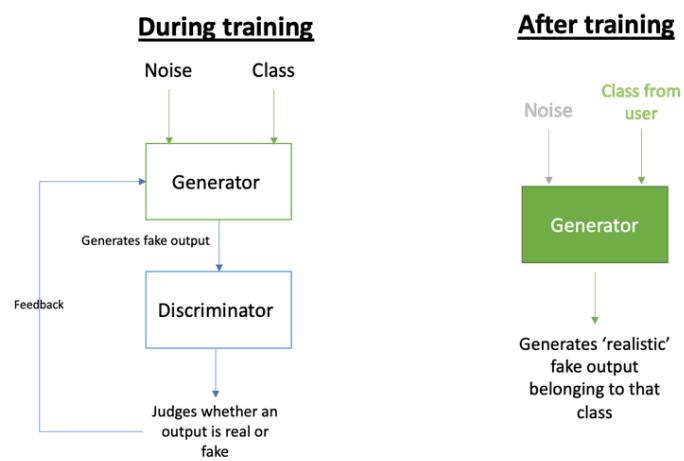 During training
After training
Noise
Class
Noise
Class from
user
Generator
Generator
Generates fake output
Feedback
Discriminator
Judges whether an
output is real or
fake
Generates ‘realistic’
fake output
belonging to that
class